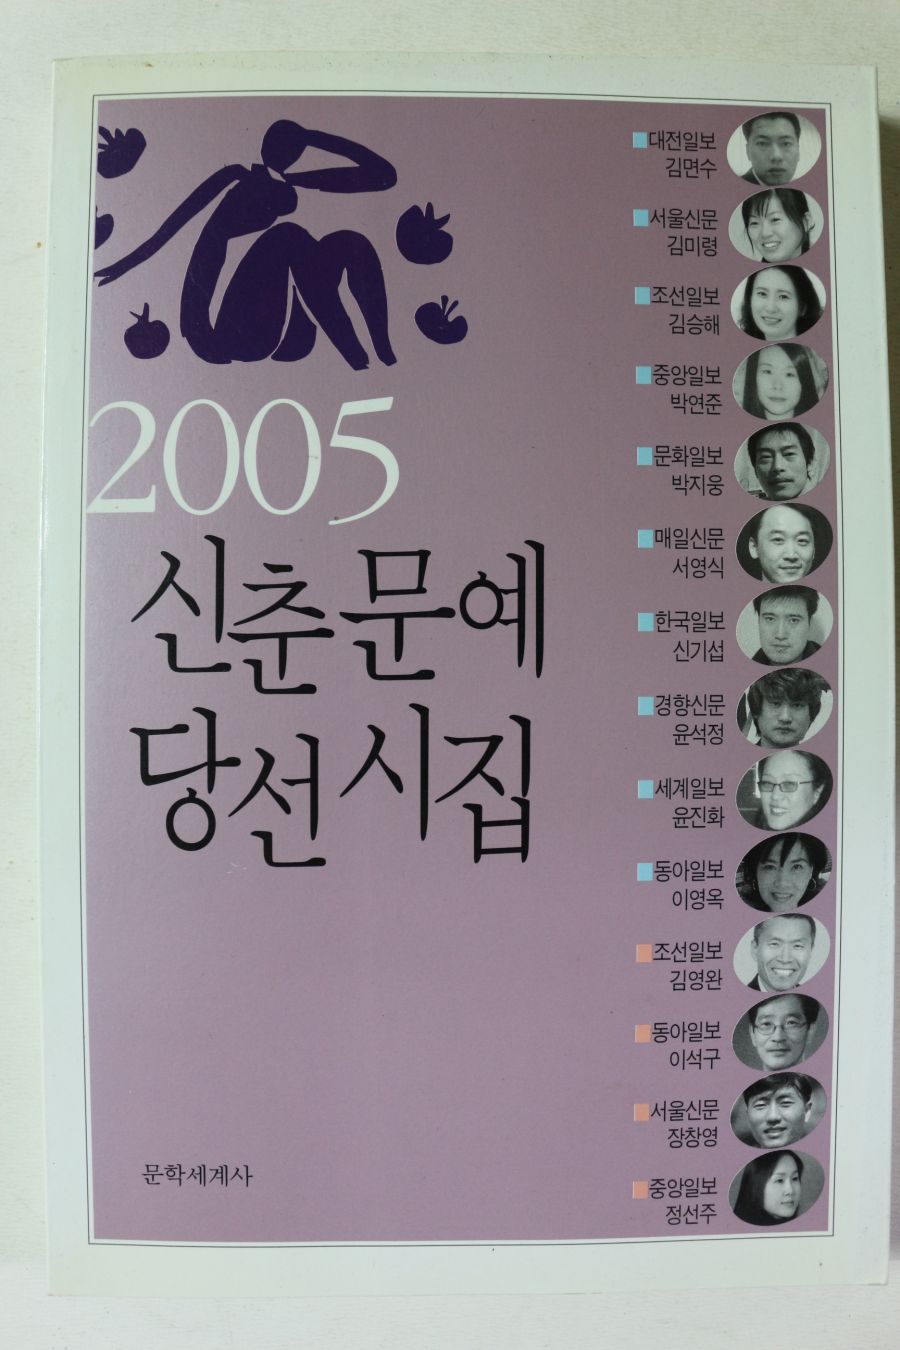 2005
신춘문예
당선시집
문학세계사
대전일보
김면수
서울신문
김미령
조선일보
김승해
중앙일보
박연준
문화일보
박지웅
매일신문
서영식
한국일보
신기섭
경향신문
윤석정
세계일보
윤진화
동아일보
이영옥
조선일보
김영완
동아일보
이석구
서울신문
장창영
중앙일보
정선주